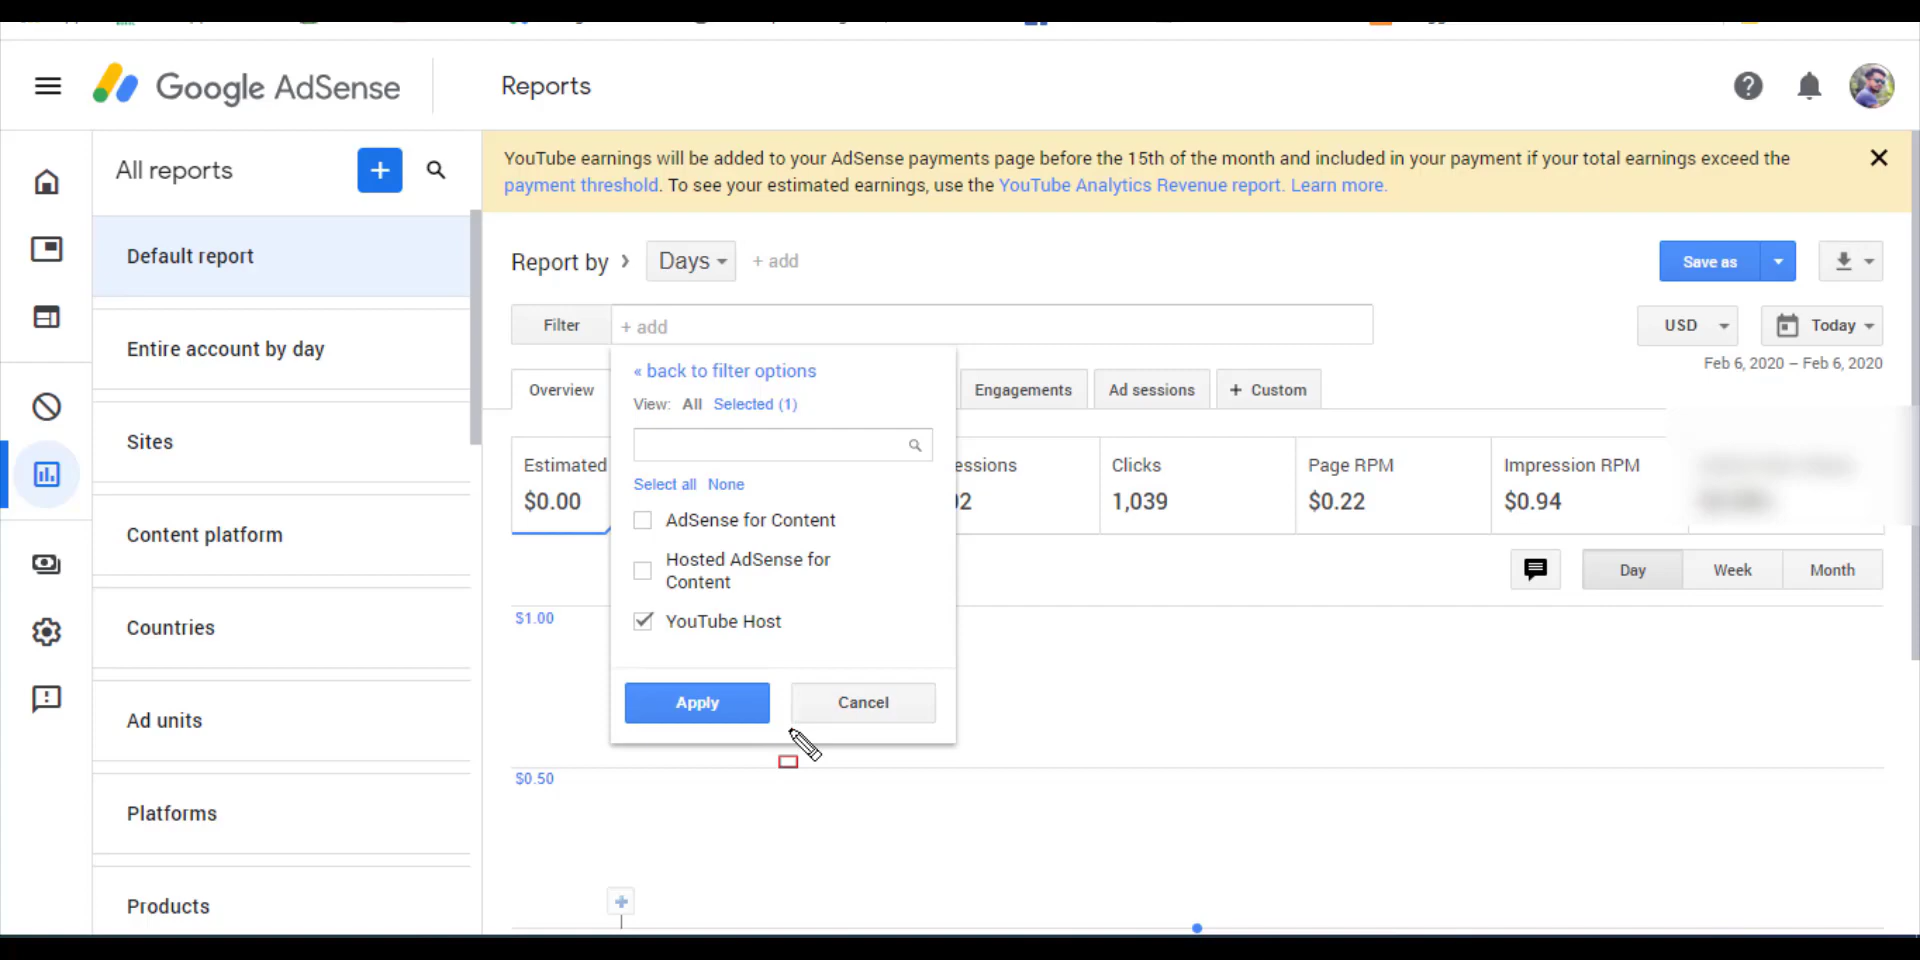 Google AdSense
Reports
All reports
+
YouTube earnings will be added to your AdSense payments page before the 15th of the month and included in your payment if your total earnings exceed the
payment threshold. To see your estimated earnings, use the YouTube Analytics Revenue report. Learn more.
Default report
Entire account by day
Sites
Content platform
Countries
Ad units
Platforms
Products
Report by › Days + add
Save as
Filter + add
USD
Today
Feb 6, 2020 – Feb 6, 2020
« back to filter options
View: All Selected (1)
Select all None
AdSense for Content
Hosted AdSense for
Content
YouTube Host
Apply
Cancel
Overview
Engagements
Ad sessions
+ Custom
Estimated
$0.00
Clicks
1,039
Page RPM
$0.22
Impression RPM
$0.94
Day
Week
Month
$1.00
$0.50